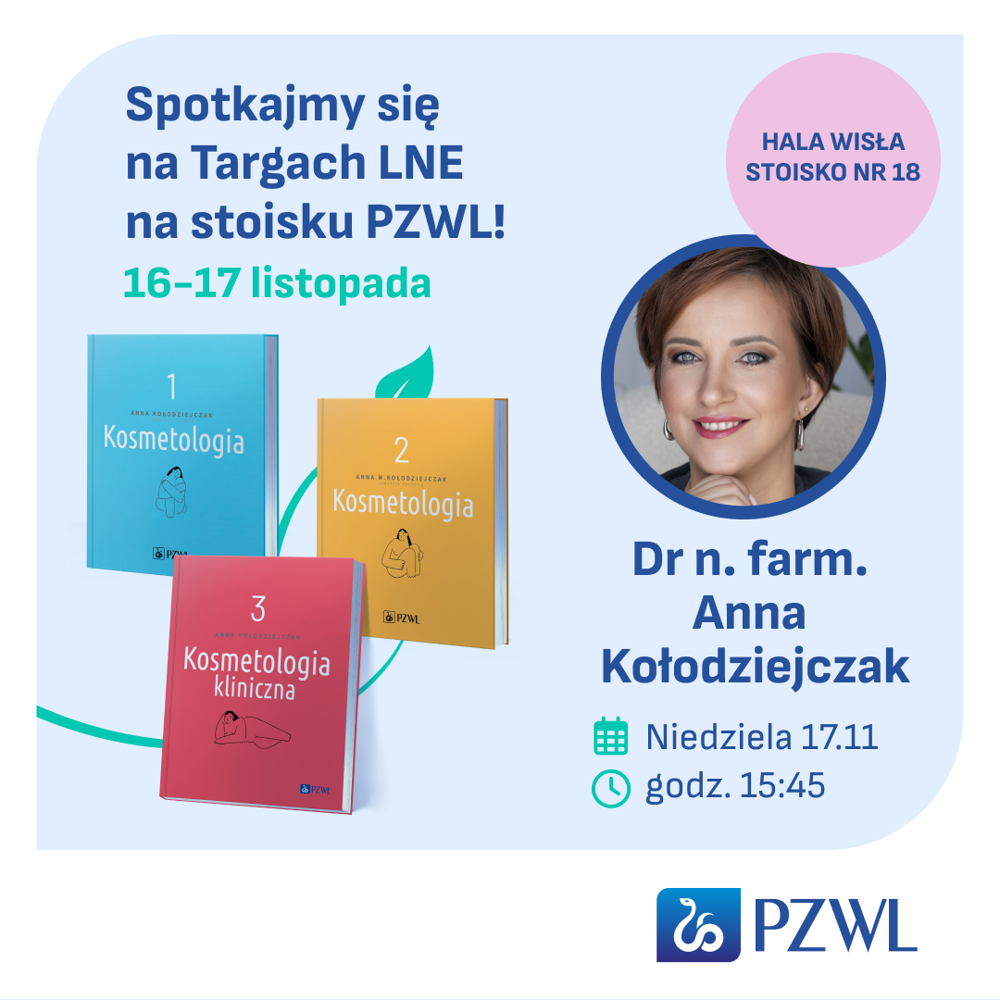 Spotkajmy się
na Targach LNE
na stoisku PZWL!
16-17 listopada
HALA WISŁA
STOISKO NR 18
1
ANNA KOŁODZIEJCZAK
Kosmetologia
PZWL
2
ANNA M.KOŁODZIEJCZAK
Kosmetologia
PZWL
3
ANNA KOŁODZIEJCZAK
Kosmetologia
kliniczna
PZWL
Dr n. farm.
Anna
Kołodziejczak
Niedziela 17.11
godz. 15:45
PZWL